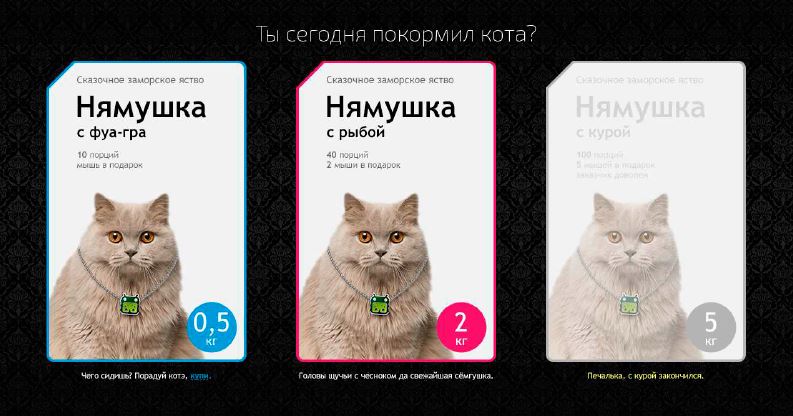 Ты сегодня покормил кота?
Сказочное заморское яство
Нямушка
с фуа-гра
10 порций
мышь в подарок
0,5
кг
Чего сидишь? Порадуй котэ, купи.
Сказочное заморское яство
Нямушка
с рыбой
40 порций
2 мыши в подарок
2
кг
Головы щучьи с чесноком да свежайшая сёмгушка.
Сказочное заморское яство
Нямушка
с курой
100 порций
5 мышей в подарок
заказчик доволен
5
кг
Печалька, с курой закончился.